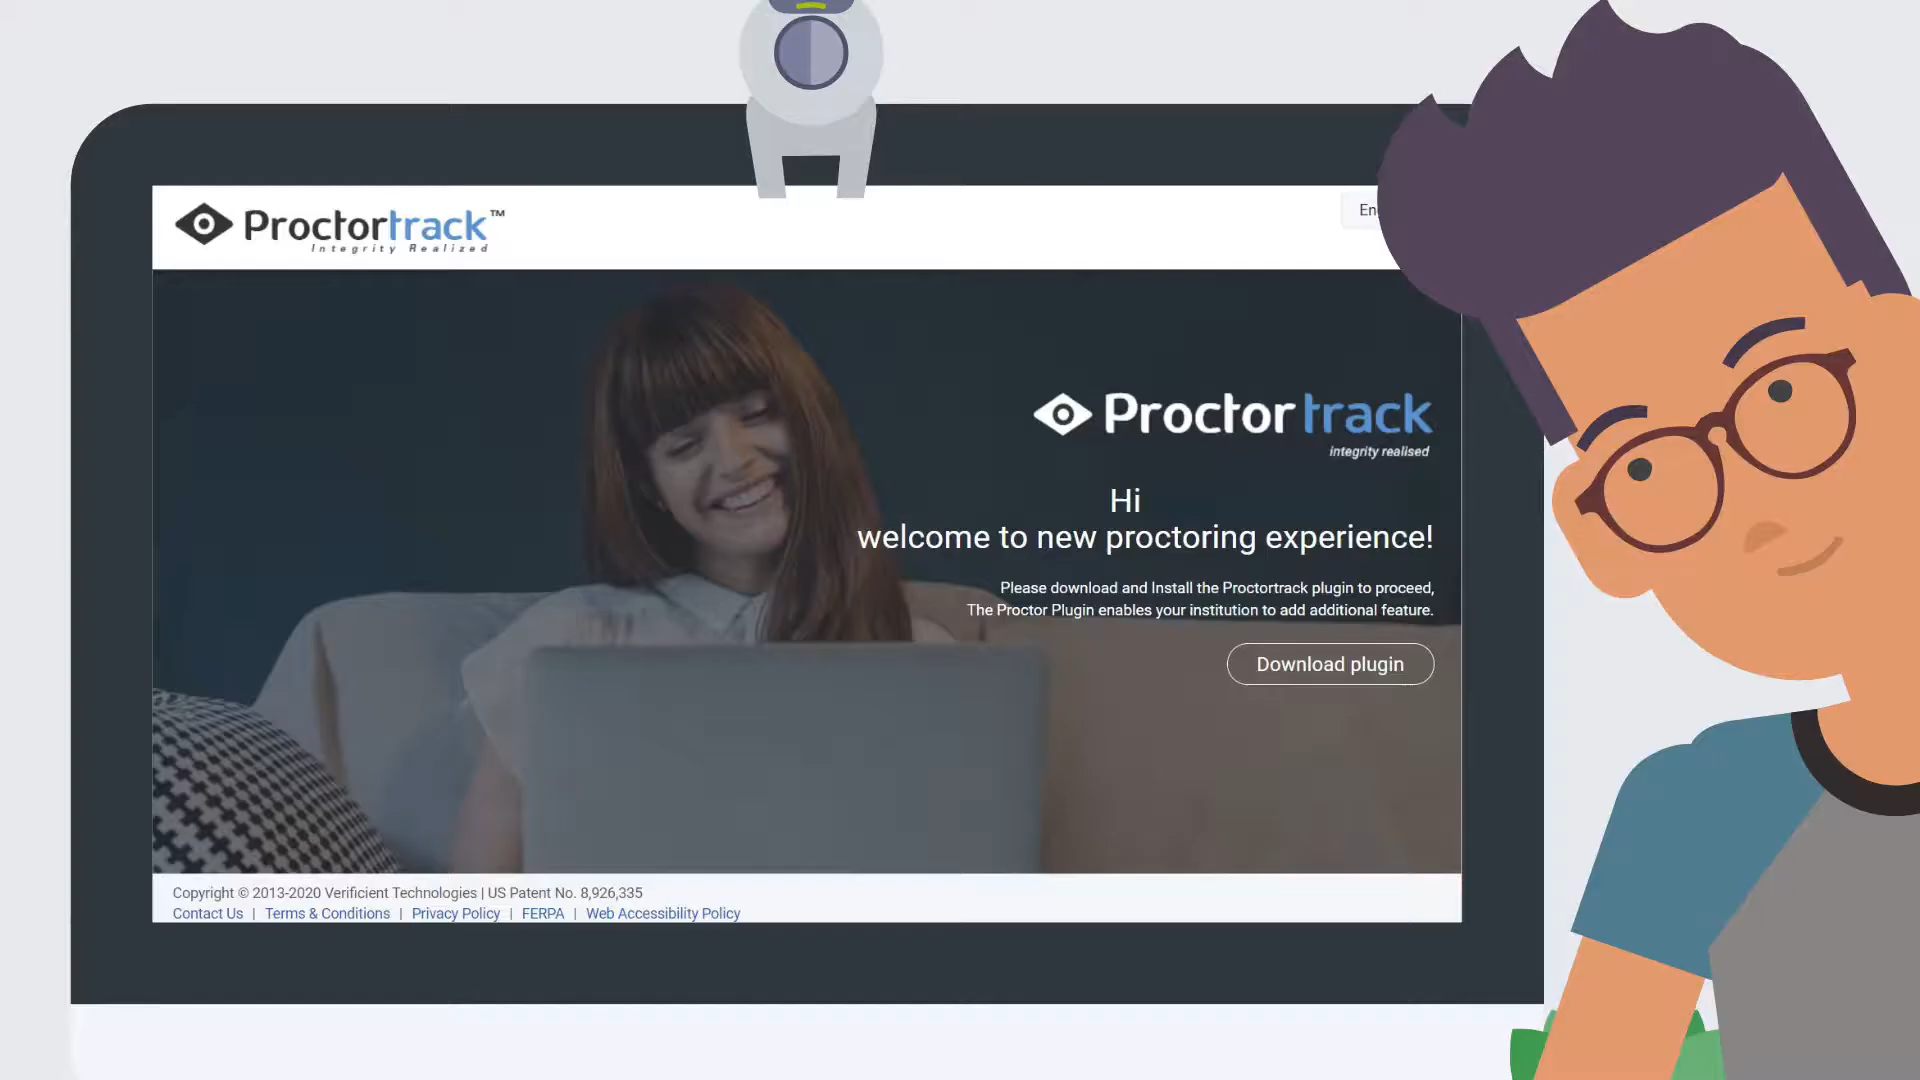 Proctortrack™
Integrity Realized
En
Proctortrack
integrity realised
Hi
welcome to new proctoring experience!
Please download and Install the Proctortrack plugin to proceed,
The Proctor Plugin enables your institution to add additional feature.
Download plugin
Copyright © 2013-2020 Verificient Technologies | US Patent No. 8,926,335
Contact Us | Terms & Conditions | Privacy Policy | FERPA | Web Accessibility Policy